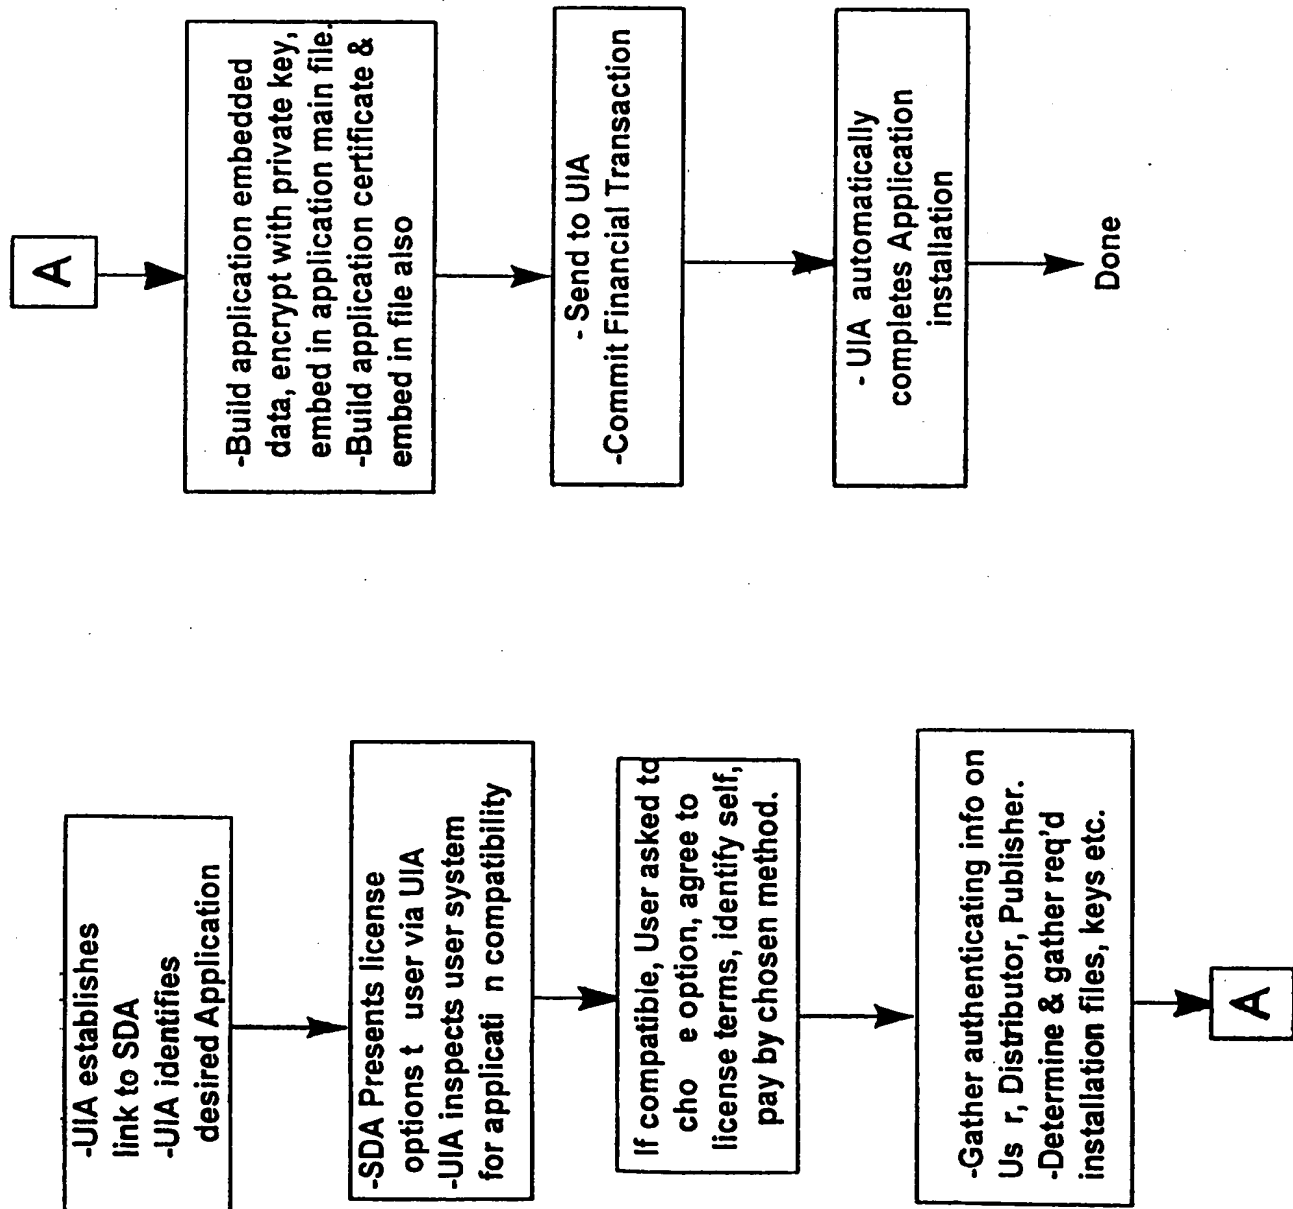 -UIA establishes
link to SDA
-UIA identifies
desired Application
-SDA Presents license
options t user via UIA
-UIA inspects user system
for applicati n compatibility
If compatible, User asked to
cho e option, agree to
license terms, identify self,
pay by chosen method.
-Gather authenticating info on
Us r, Distributor, Publisher.
-Determine & gather req'd
installation files, keys etc.
A
A
-Build application embedded
data, encrypt with private key,
embed in application main file.
-Build application certificate &
embed in file also
- Send to UIA
-Commit Financial Transaction
- UIA automatically
completes Application
installation
Done